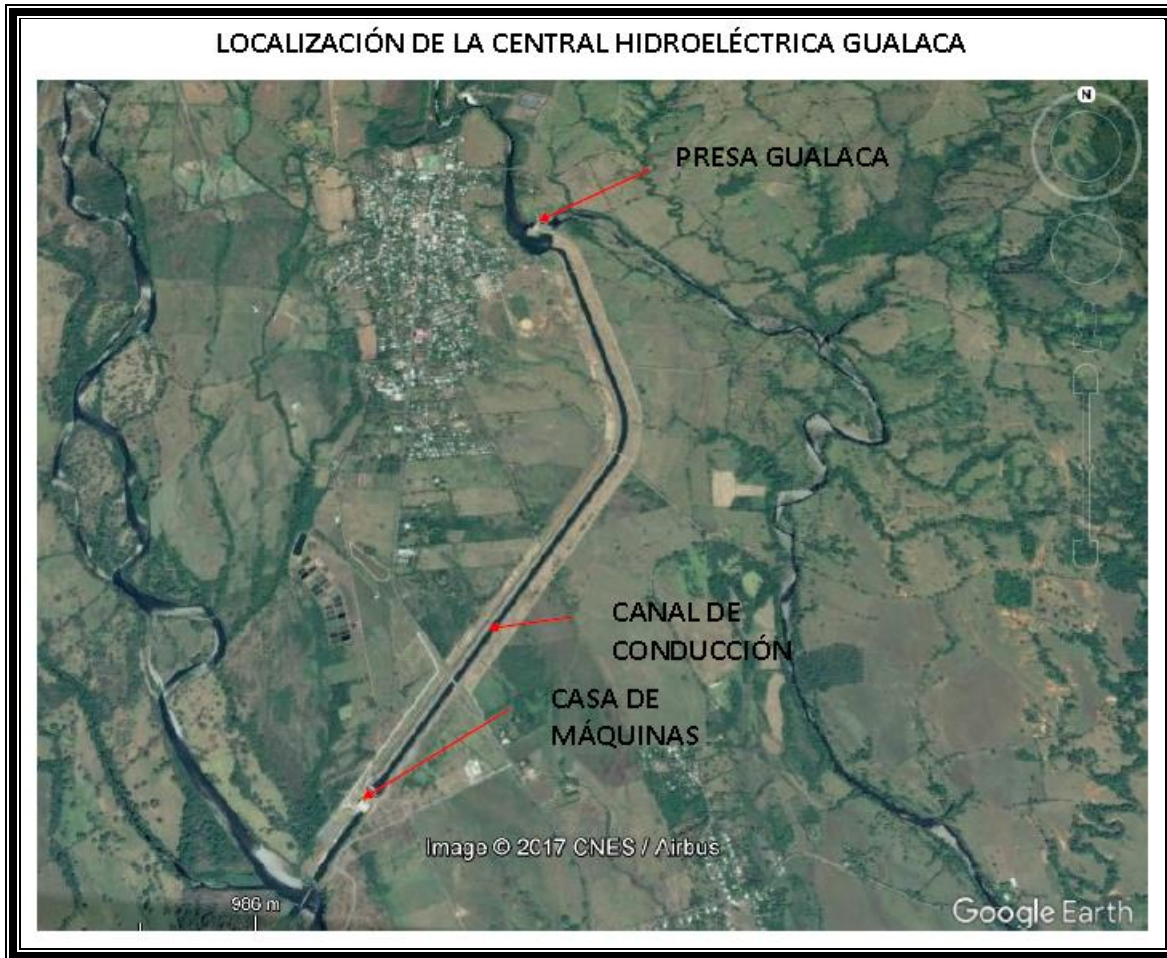 LOCALIZACIÓN DE LA CENTRAL HIDROELÉCTRICA GUALACA
N
PRESA GUALACA
CANAL DE
CONDUCCIÓN
CASA DE
MÁQUINAS
Image © 2017 CNES / Airbus
986 m
Google Earth